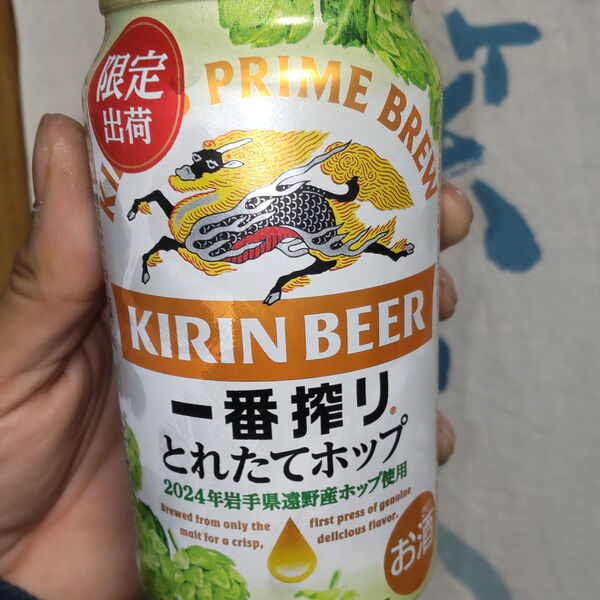 限定
出荷
PRIME BREW
KIRIN BEER
一番搾り®
とれたてホップ
2024年岩手県遠野産ホップ使用
Brewed from only the
malt for a crisp,
first press of genuine
delicious flavor.
お酒